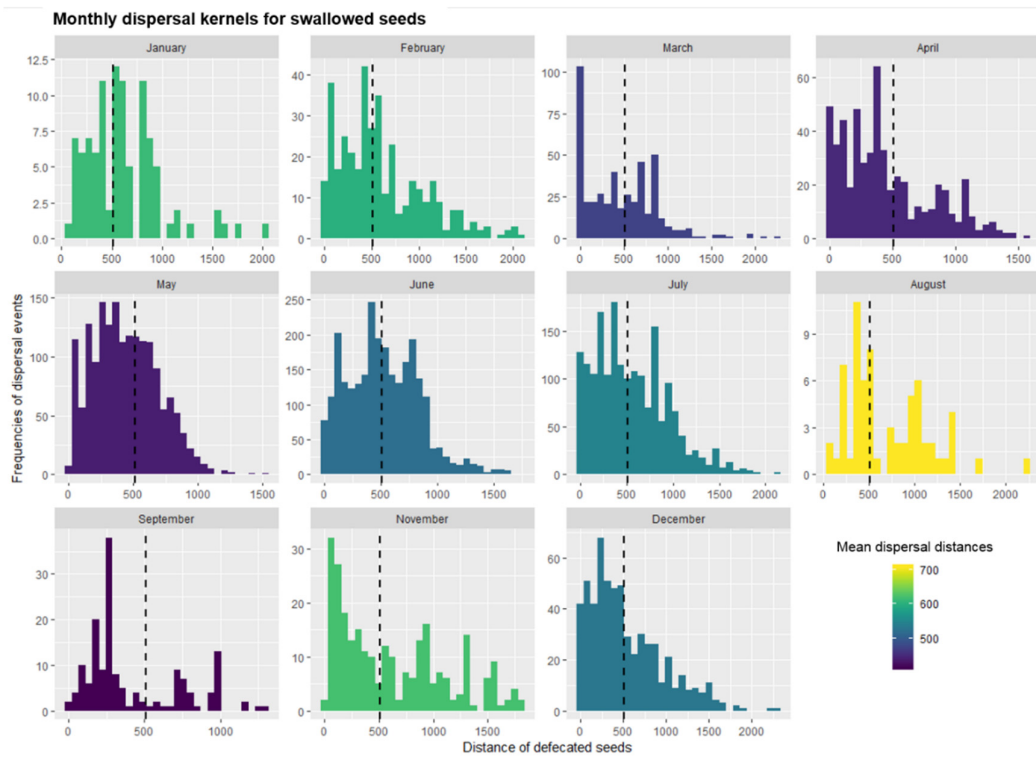 Monthly dispersal kernels for swallowed seeds
January February March April
12.5 10.0 7.5 5.0 2.5 0.0
0 500 1000 1500 2000
40 30 20 10 0
0 500 1000 1500 2000
100 75 50 25 0
0 500 1000 1500 2000
60 40 20 0
0 500 1000 1500
May June July August
150 100 50 0
0 500 1000 1500
250 200 150 100 50 0
0 500 1000 1500
150 100 50 0
0 500 1000 1500 2000
9 6 3 0
0 500 1000 1500 2000
Frequencies of dispersal events
September November December
30 20 10 0
0 500 1000
30 20 10 0
0 500 1000 1500
60 40 20 0
0 500 1000 1500 2000
Distance of defecated seeds
Mean dispersal distances
700
600
500